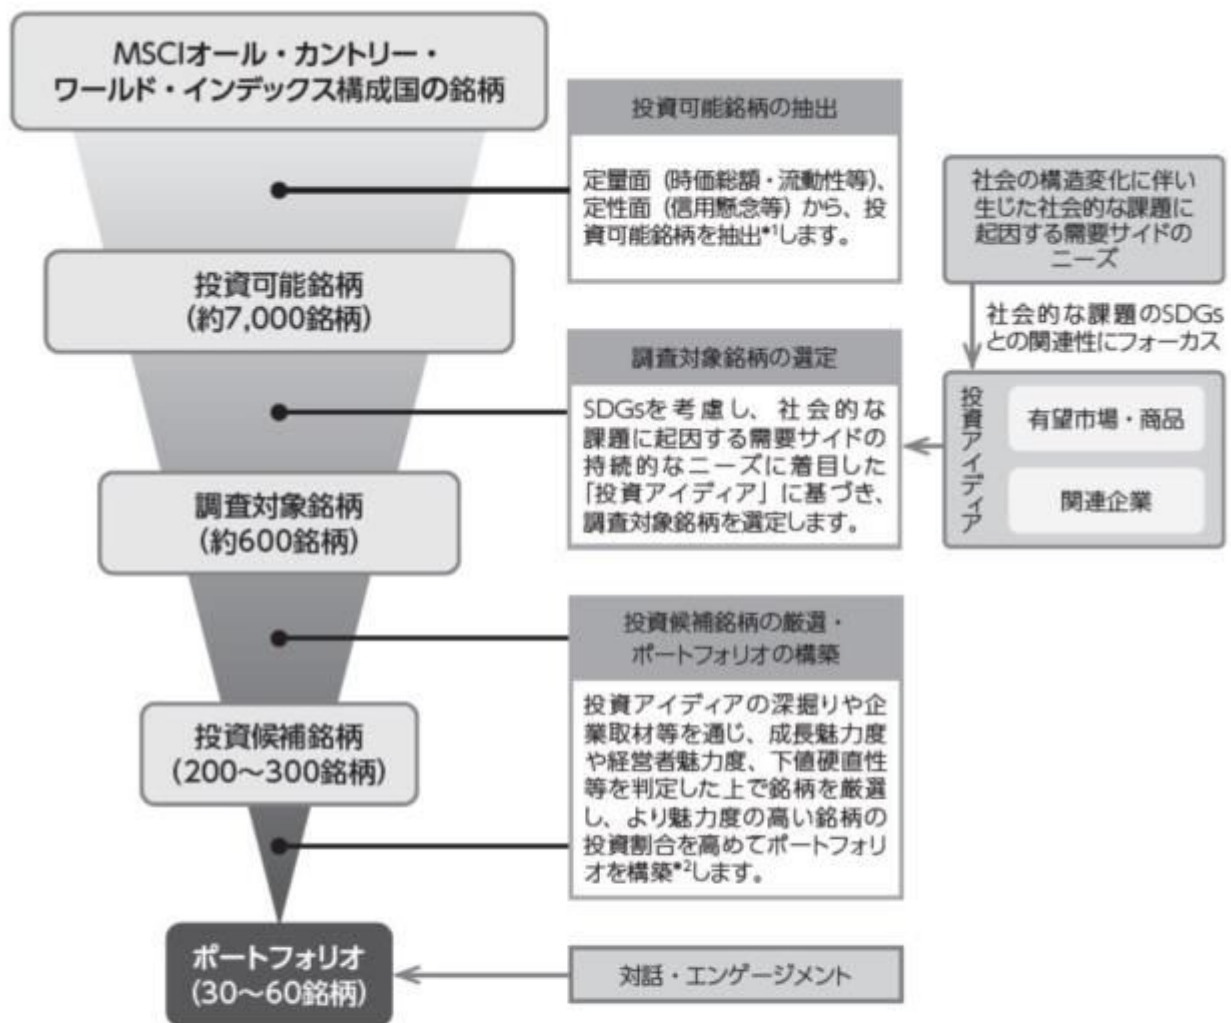 MSCIオール・カントリー・
ワールド・インデックス構成国の銘柄
投資可能銘柄の抽出
定量面（時価総額・流動性等）、
定性面（信用懸念等）から、投
資可能銘柄を抽出*1します。
社会の構造変化に伴い
生じた社会的な課題に
起因する需要サイドの
ニーズ
投資可能銘柄
(約7,000銘柄)
社会的な課題のSDGs
との関連性にフォーカス
調査対象銘柄の選定
SDGsを考慮し、社会的な
課題に起因する需要サイドの
持続的なニーズに着目した
「投資アイディア」に基づき、
調査対象銘柄を選定します。
投資アイディア
有望市場・商品
関連企業
調査対象銘柄
(約600銘柄)
投資候補銘柄の厳選・
ポートフォリオの構築
投資アイディアの深掘りや企
業取材等を通じ、成長魅力度
や経営者魅力度、下値硬直性
等を判定した上で銘柄を厳選
し、より魅力度の高い銘柄の
投資割合を高めてポートフォリ
オを構築*2します。
投資候補銘柄
(200～300銘柄)
ポートフォリオ
(30～60銘柄)
対話・エンゲージメント